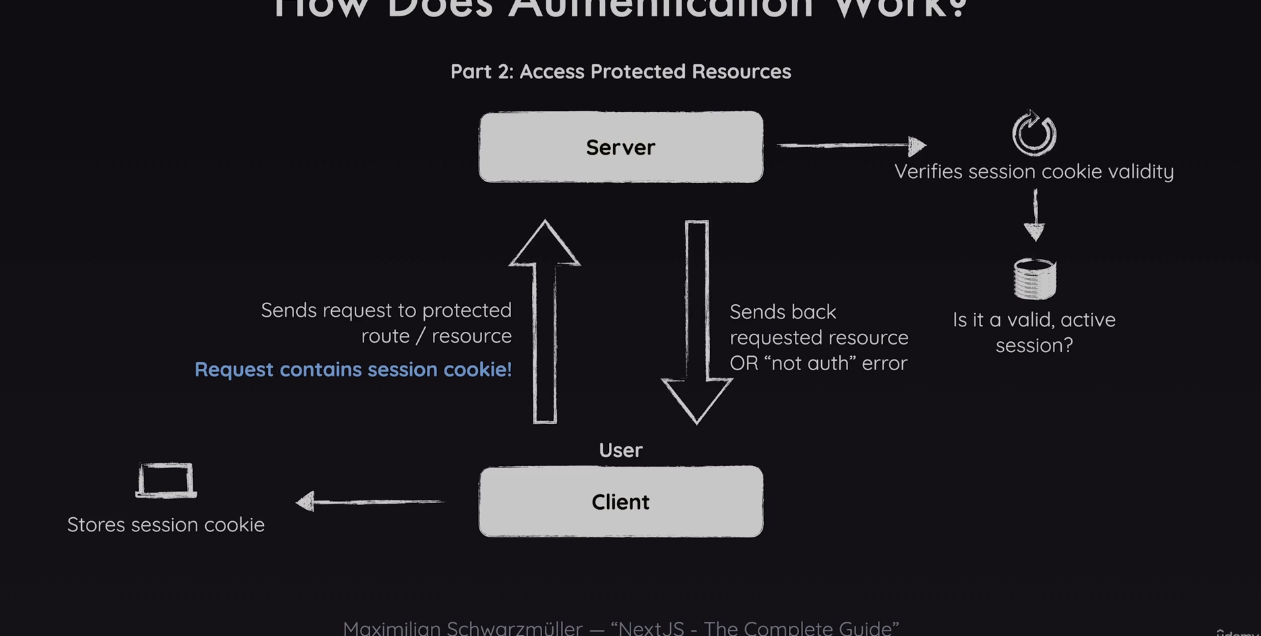 How Does Authentication Work?
Part 2: Access Protected Resources
Server
Verifies session cookie validity
Sends request to protected
route / resource
Request contains session cookie!
Sends back
requested resource
OR “not auth” error
Is it a valid, active
session?
User
Client
Stores session cookie
Maximilian Schwarzmüller — “NextJS - The Complete Guide”
ûdemy